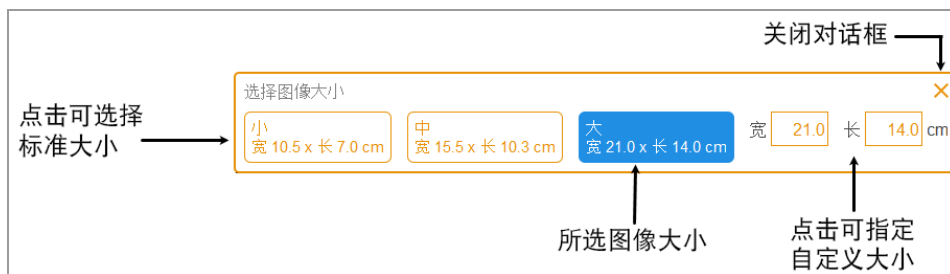 关闭对话框
选择图像大小
点击可选择
标准大小
小
宽 10.5 x 长 7.0 cm
中
宽 15.5 x 长 10.3 cm
大
宽 21.0 x 长 14.0 cm
宽 21.0 长 14.0 cm
所选图像大小
点击可指定
自定义大小